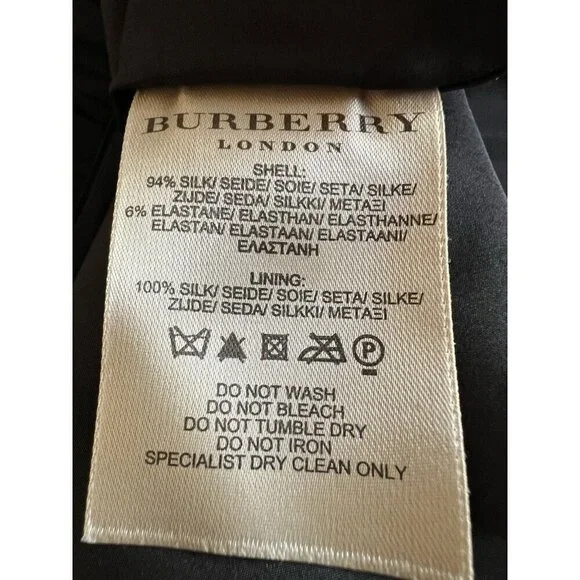 BURBERRY
LONDON
SHELL:
94% SILK/ SEIDE/ SOIE/ SETA/ SILKE/
ZIJDE/ SEDA/ SILKKI/ ΜΕΤΑΞΙ
6% ELASTANE/ ELASTHAN/ ELASTHANNE/
ELASTAN/ ELASTAAN/ ELASTAANI/
ΕΛΑΣΤΑΝΗ
LINING:
100% SILK/ SEIDE/ SOIE/ SETA/ SILKE/
ZIJDE/ SEDA/ SILKKI/ ΜΕΤΑΞΙ
P
DO NOT WASH
DO NOT BLEACH
DO NOT TUMBLE DRY
DO NOT IRON
SPECIALIST DRY CLEAN ONLY